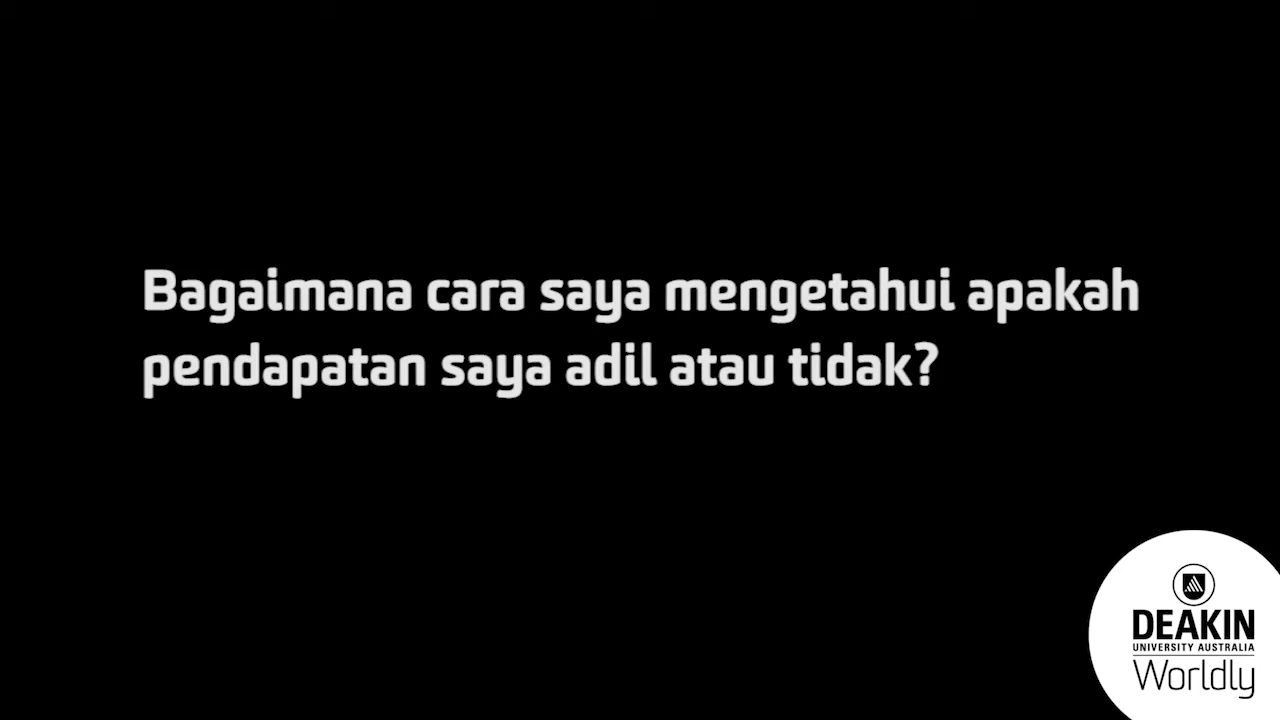 Bagaimana cara saya mengetahui apakah
pendapatan saya adil atau tidak?
DEAKIN
UNIVERSITY AUSTRALIA
Worldly